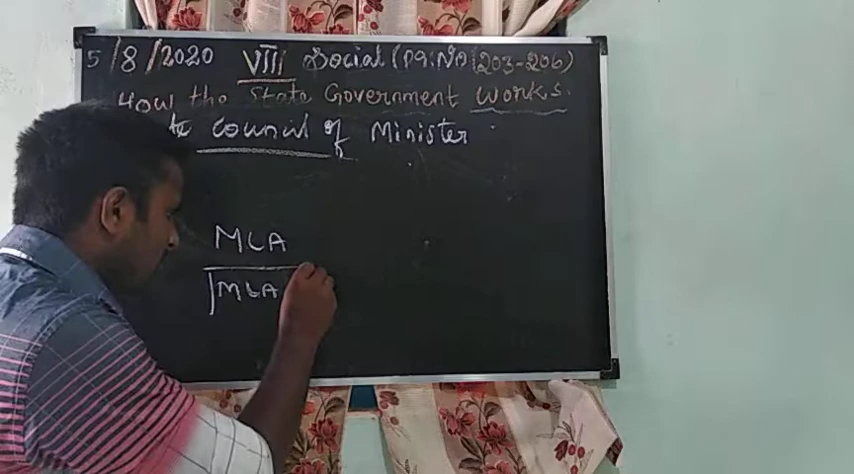 5/8/2020 VIII Social (Pg:No(203-206)
How the State Government works.
Council of Minister
MLA
MLA